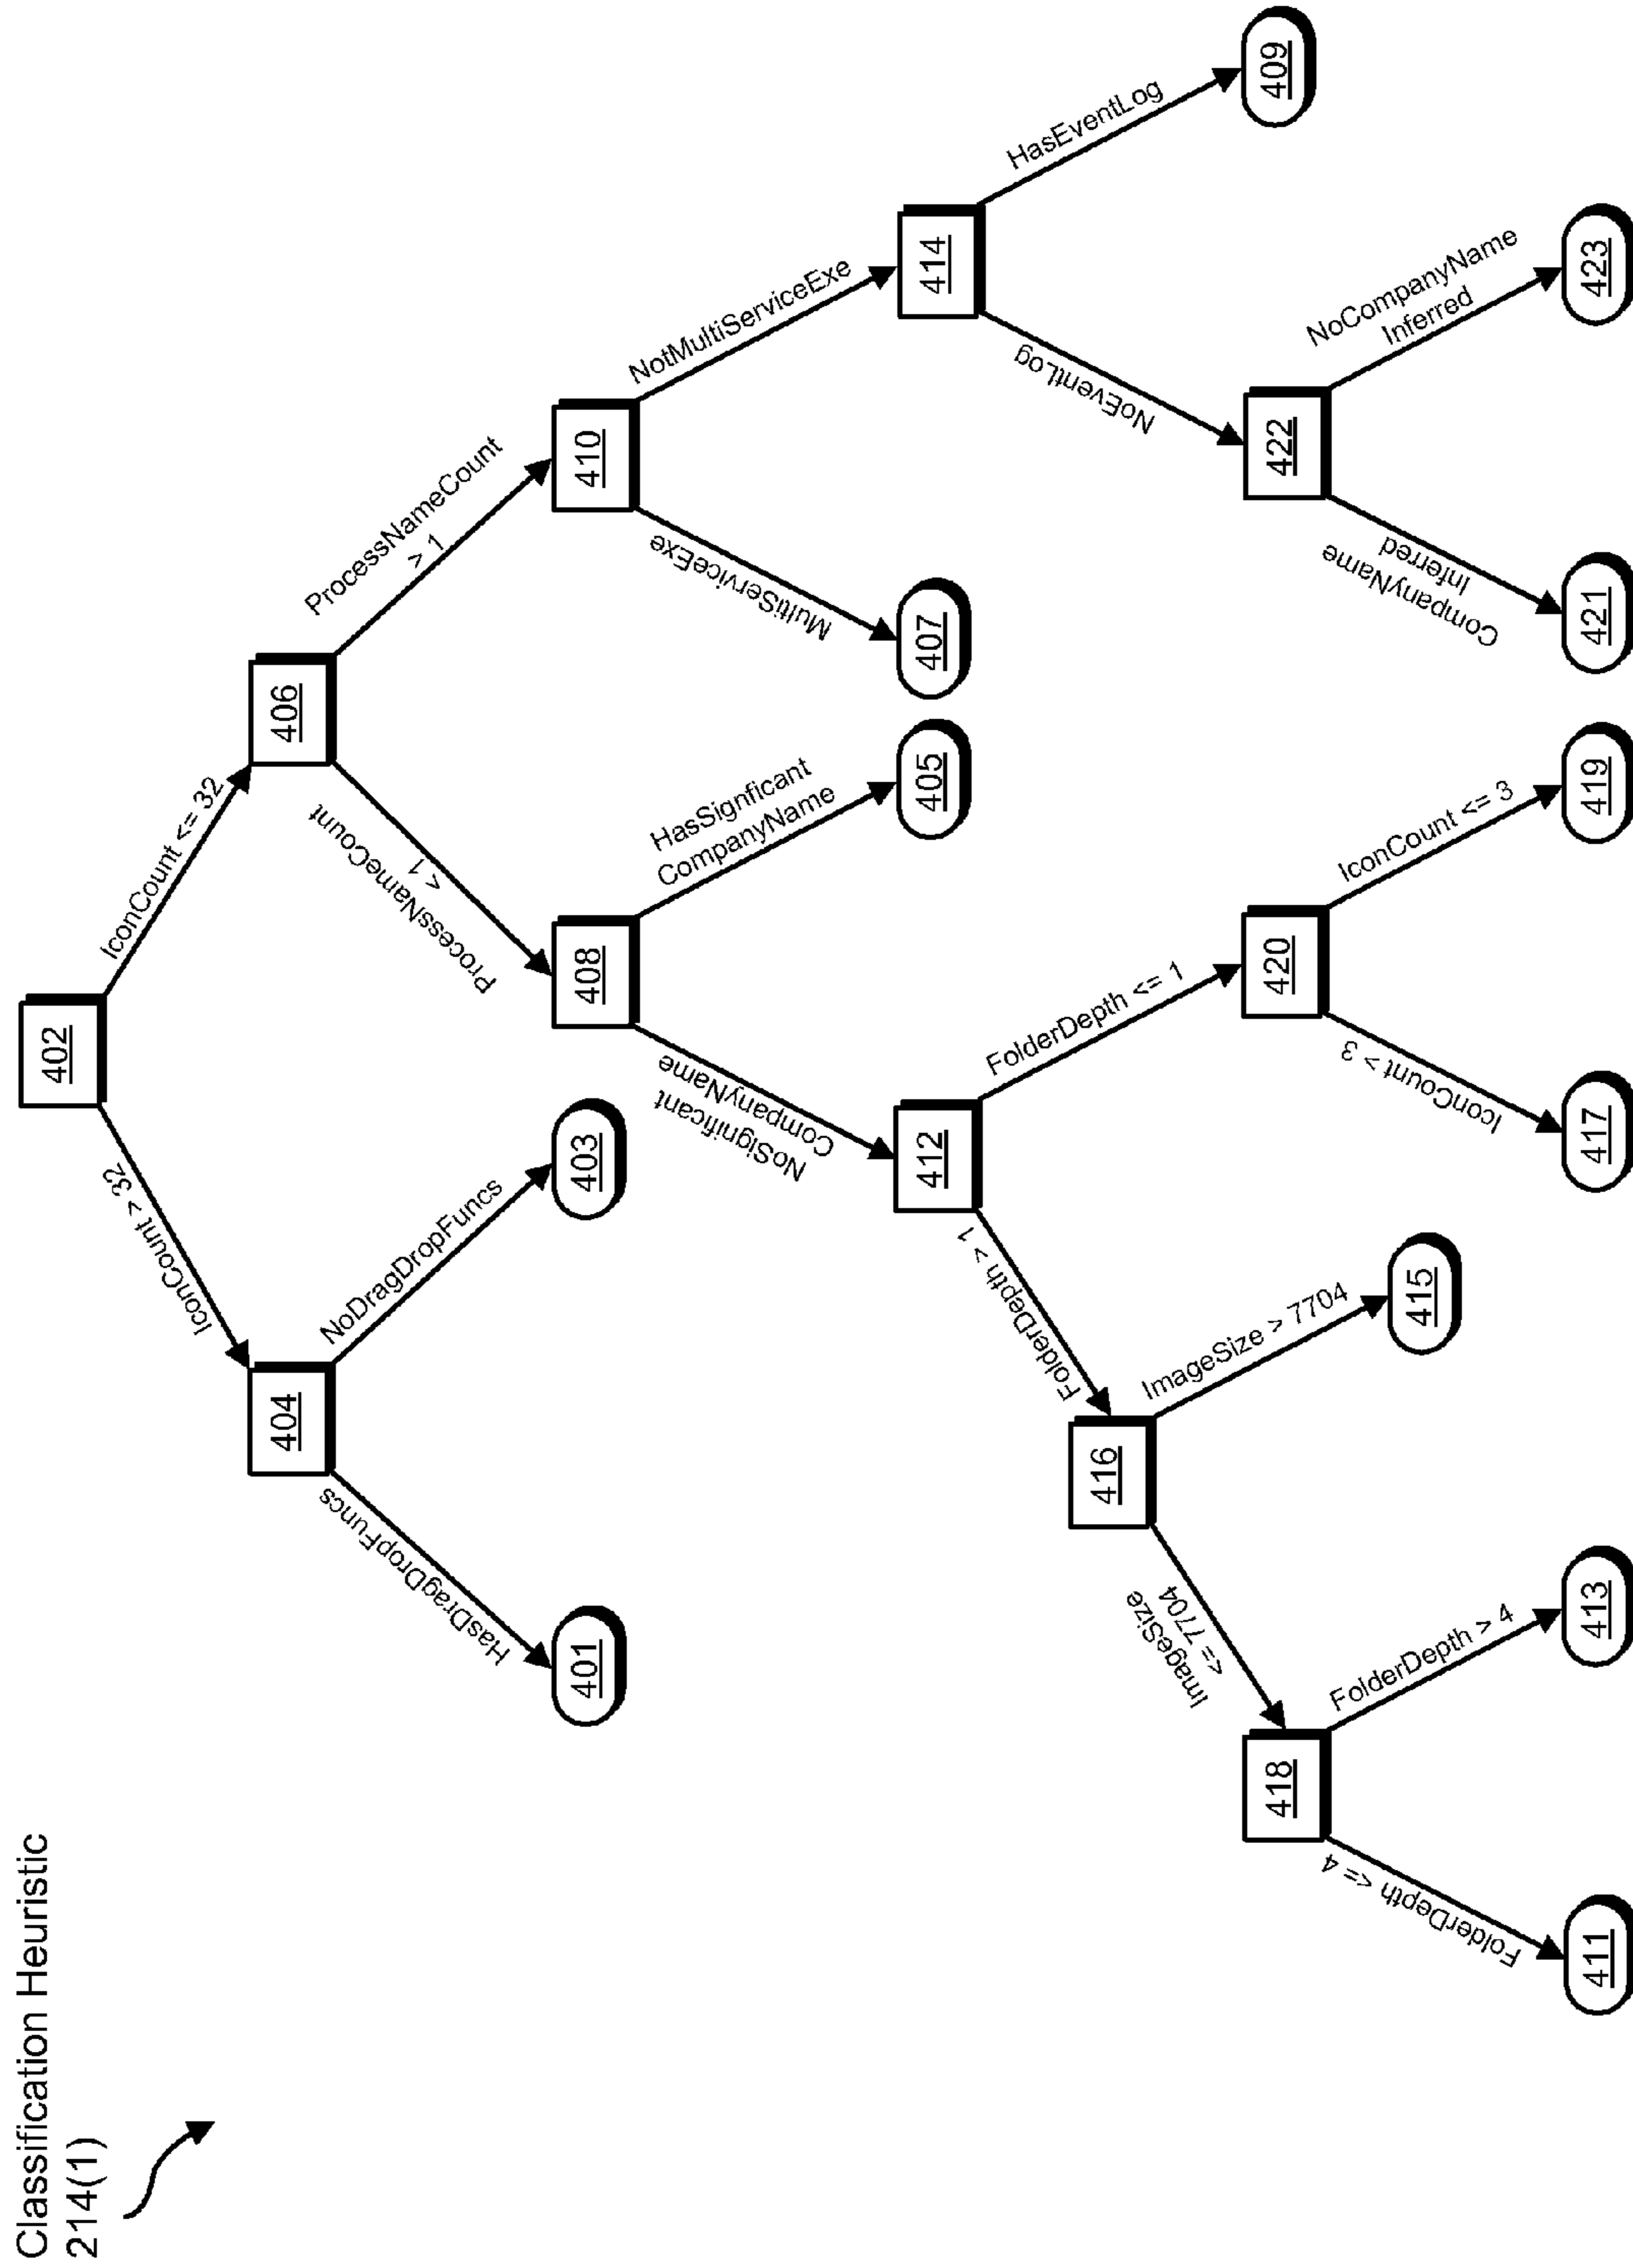 Classification Heuristic
214(1)
402
IconCount > 32
IconCount <= 32
404
406
HasDragDropFuncs
NoDragDropFuncs
ProcessNameCount
< 1
ProcessNameCount
> 1
401
403
408
410
NoSignificant
CompanyName
HasSignficant
CompanyName
MultiServiceExe
NotMultiServiceExe
412
405
407
414
FolderDepth > 1
FolderDepth <= 1
NoEventLog
HasEventLog
416
ImageSize
<= 7704
ImageSize > 7704
418
420
422
409
415
FolderDepth <= 4
FolderDepth > 4
IconCount > 3
IconCount <= 3
CompanyName
Inferred
NoCompanyName
Inferred
411
413
417
419
421
423